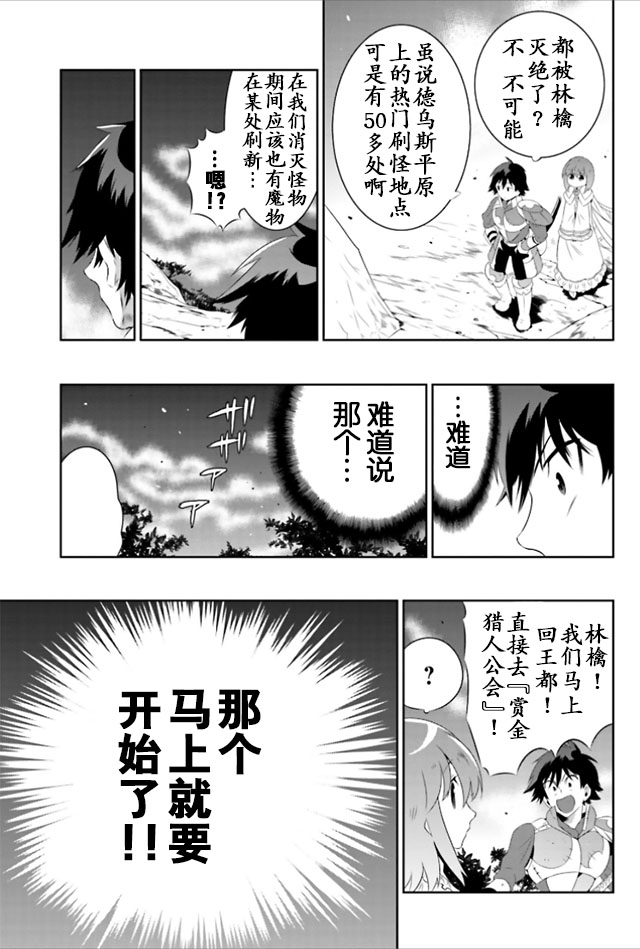 都被林檎
灭绝了？
不 不可能
虽说德乌斯平原
上的热门刷怪地点
可是有50多处啊
在我们消灭怪物
期间应该也有魔物
在某处刷新…
…嗯!?
…难道
难道说
那个…
ザザ
ザザ
林檎！
我们马上
回王都！
直接去『赏金
猎人公会』！
？
那个
马上就要
开始了!!